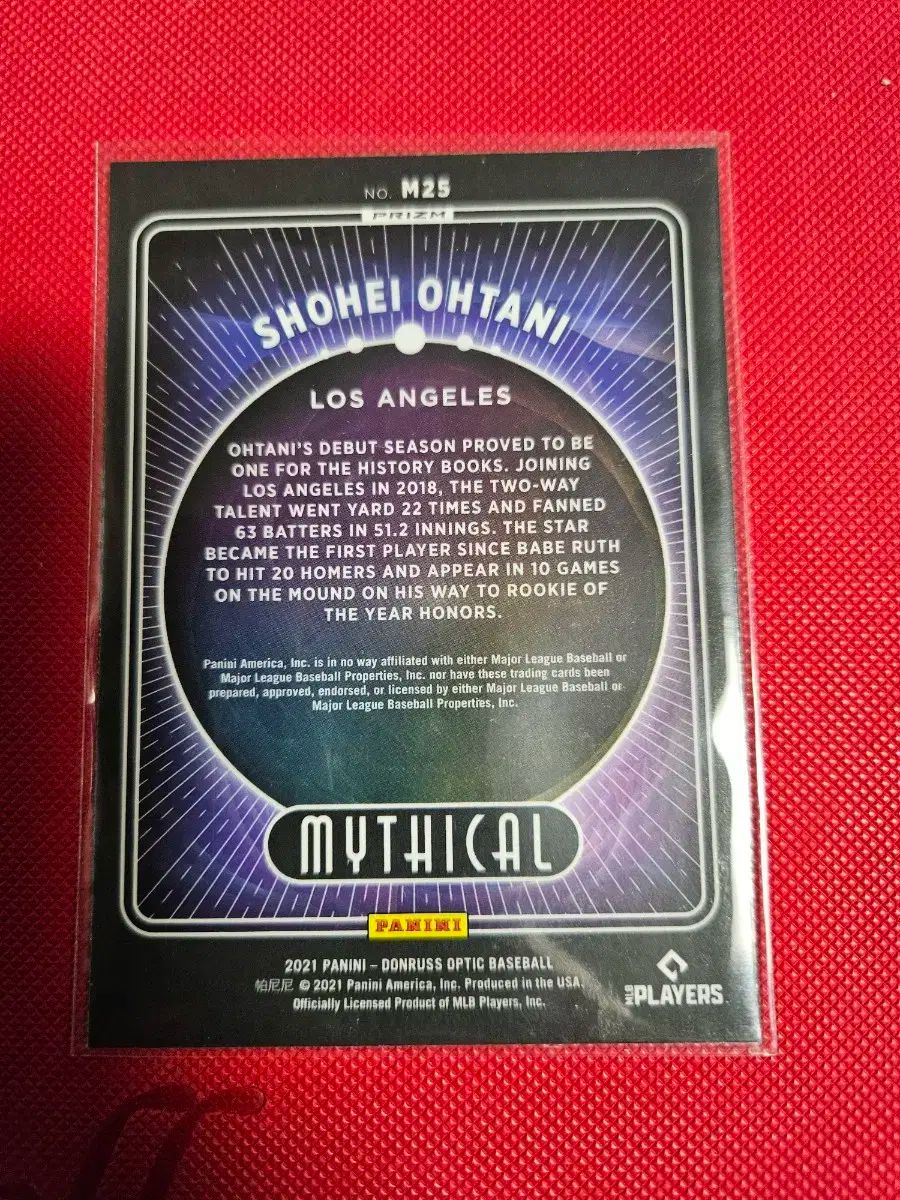 NO. M25
PRIZM
SHOHEI OHTANI
LOS ANGELES
OHTANI'S DEBUT SEASON PROVED TO BE
ONE FOR THE HISTORY BOOKS. JOINING
LOS ANGELES IN 2018, THE TWO-WAY
TALENT WENT YARD 22 TIMES AND FANNED
63 BATTERS IN 51.2 INNINGS. THE STAR
BECAME THE FIRST PLAYER SINCE BABE RUTH
TO HIT 20 HOMERS AND APPEAR IN 10 GAMES
ON THE MOUND ON HIS WAY TO ROOKIE OF
THE YEAR HONORS.
Panini America, Inc. is in no way affiliated with either Major League Baseball or
Major League Baseball Properties, Inc. nor have these trading cards been
prepared, approved, endorsed, or licensed by either Major League Baseball or
Major League Baseball Properties, Inc.
MYTHICAL
PANINI
2021 PANINI – DONRUSS OPTIC BASEBALL
帕尼尼 © 2021 Panini America, Inc. Produced in the USA.
Officially Licensed Product of MLB Players, Inc.
MLB PLAYERS